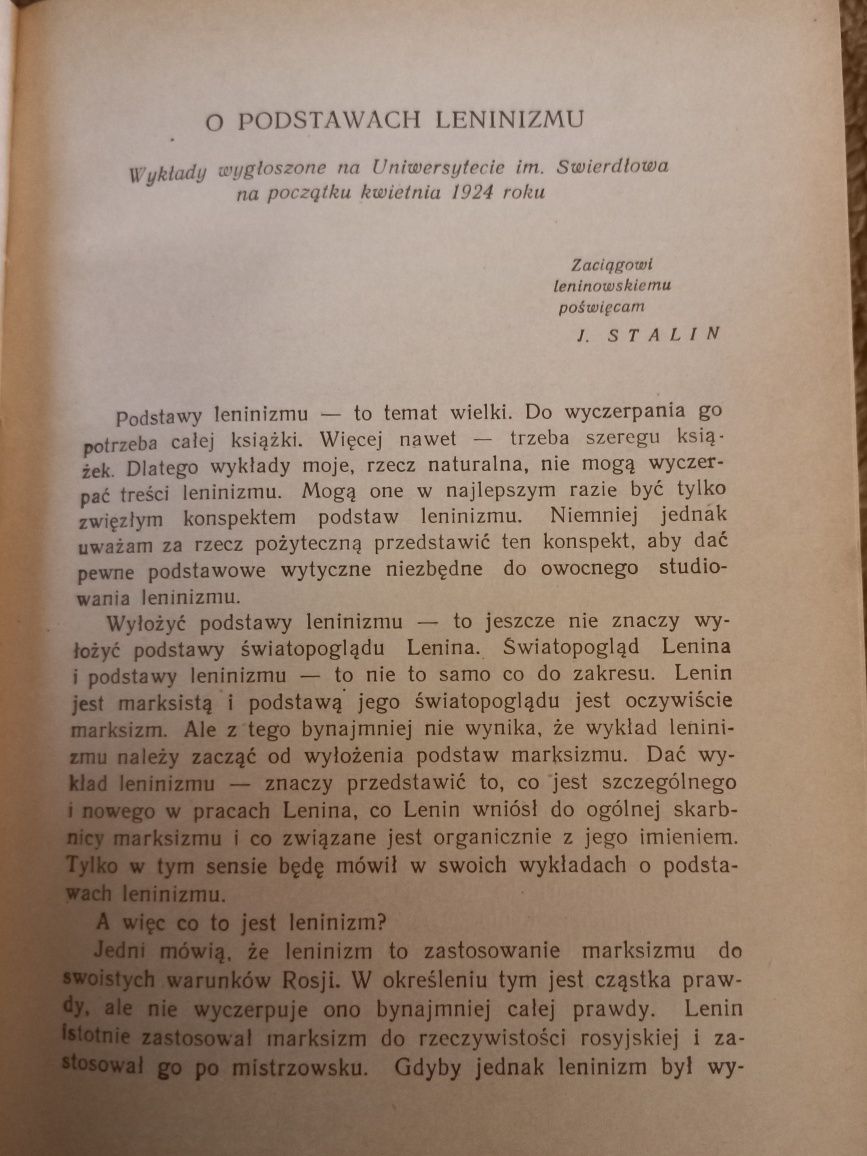 O PODSTAWACH LENINIZMU
Wykłady wygłoszone na Uniwersytecie im. Swierdłowa
na początku kwietnia 1924 roku
Zaciągowi
leninowskiemu
poświęcam
J. STALIN
Podstawy leninizmu — to temat wielki. Do wyczerpania go
potrzeba całej książki. Więcej nawet — trzeba szeregu ksią-
żek. Dlatego wykłady moje, rzecz naturalna, nie mogą wyczer-
pać treści leninizmu. Mogą one w najlepszym razie być tylko
zwięzłym konspektem podstaw leninizmu. Niemniej jednak
uważam za rzecz pożyteczną przedstawić ten konspekt, aby dać
pewne podstawowe wytyczne niezbędne do owocnego studio-
wania leninizmu.
Wyłożyć podstawy leninizmu — to jeszcze nie znaczy wy-
łożyć podstawy światopoglądu Lenina. Światopogląd Lenina
i podstawy leninizmu — to nie to samo co do zakresu. Lenin
jest marksistą i podstawą jego światopoglądu jest oczywiście
marksizm. Ale z tego bynajmniej nie wynika, że wykład lenini-
zmu należy zacząć od wyłożenia podstaw marksizmu. Dać wy-
kład leninizmu — znaczy przedstawić to, co jest szczególnego
i nowego w pracach Lenina, co Lenin wniósł do ogólnej skarb-
nicy marksizmu i co związane jest organicznie z jego imieniem.
Tylko w tym sensie będę mówił w swoich wykładach o podsta-
wach leninizmu.
A więc co to jest leninizm?
Jedni mówią, że leninizm to zastosowanie marksizmu do
swoistych warunków Rosji. W określeniu tym jest cząstka praw-
dy, ale nie wyczerpuje ono bynajmniej całej prawdy. Lenin
istotnie zastosował marksizm do rzeczywistości rosyjskiej i za-
stosował go po mistrzowsku. Gdyby jednak leninizm był wy-